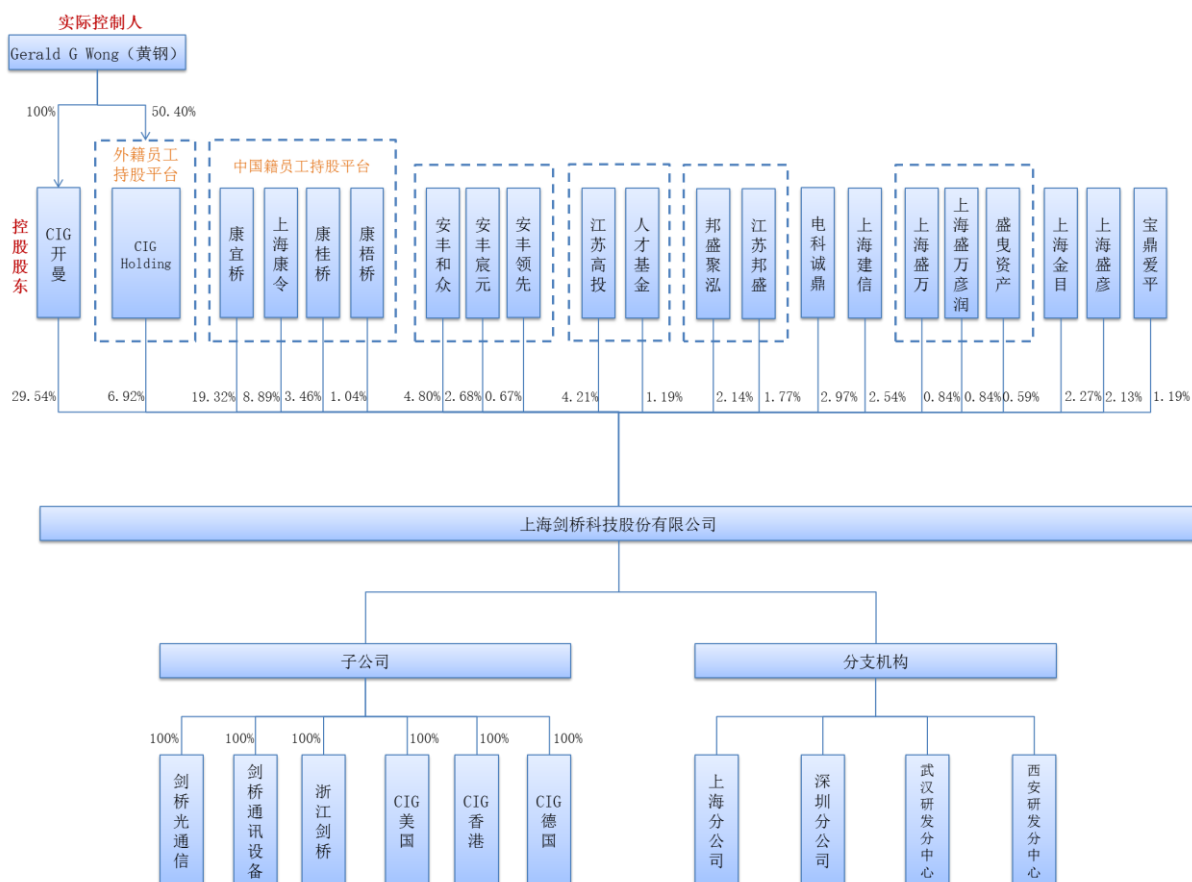 实际控制人
Gerald G Wong（黄钢）
100%
50.40%
外籍员工
持股平台
中国籍员工持股平台
控股股东
CIG
开曼
CIG
Holding
康宜桥
上海康令
康桂桥
康梧桥
安丰和众
安丰宸元
安丰领先
江苏高投
人才基金
邦盛聚泓
江苏邦盛
电科诚鼎
上海建信
上海盛万
上海盛万彦润
盛曳资产
上海金目
上海盛彦
宝鼎爱平
29.54%
6.92%
19.32%
8.89%
3.46%
1.04%
4.80%
2.68%
0.67%
4.21%
1.19%
2.14%
1.77%
2.97%
2.54%
0.84%
0.84%
0.59%
2.27%
2.13%
1.19%
上海剑桥科技股份有限公司
子公司
分支机构
100%
100%
100%
100%
100%
100%
剑桥光通信
剑桥通讯设备
浙江剑桥
CIG
美国
CIG
香港
CIG
德国
上海分公司
深圳分公司
武汉研发分中心
西安研发分中心